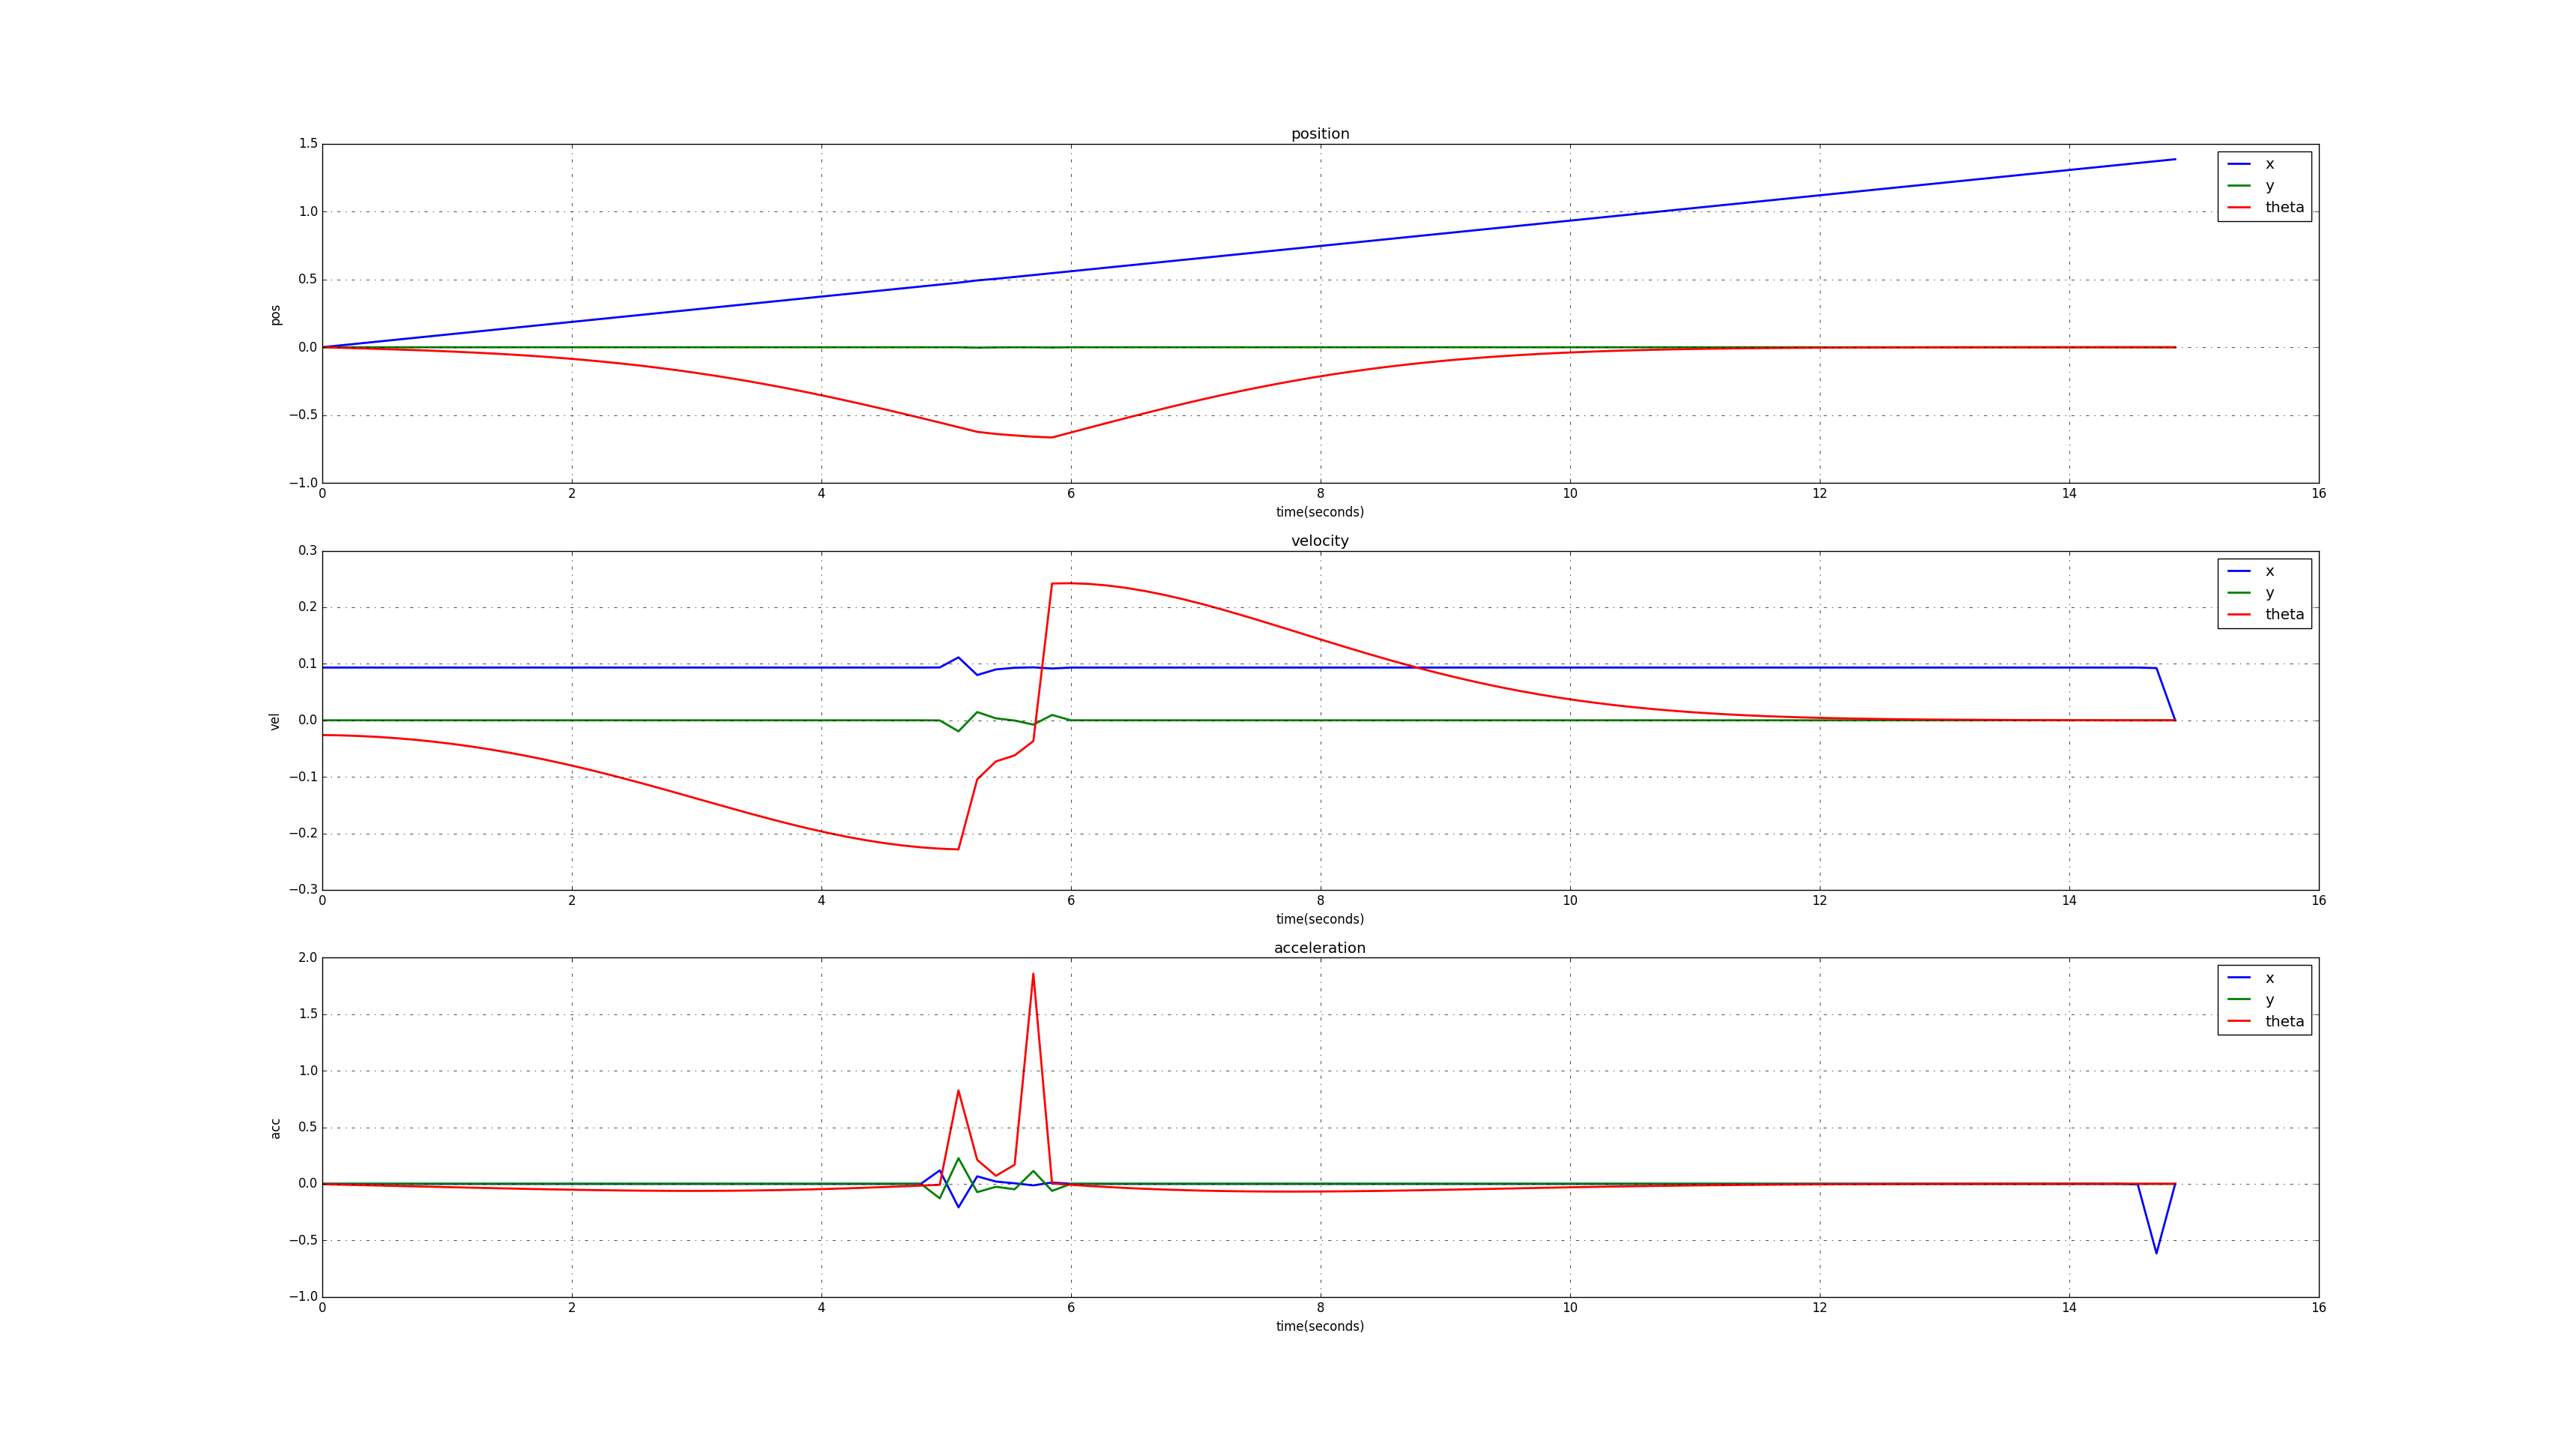 position
1.5
1.0
0.5
0.0
−0.5
−1.0
pos
x
y
theta
0 2 4 6 8 10 12 14 16
time(seconds)
velocity
0.3
0.2
0.1
0.0
−0.1
−0.2
−0.3
vel
x
y
theta
0 2 4 6 8 10 12 14 16
time(seconds)
acceleration
2.0
1.5
1.0
0.5
0.0
−0.5
−1.0
acc
x
y
theta
0 2 4 6 8 10 12 14 16
time(seconds)